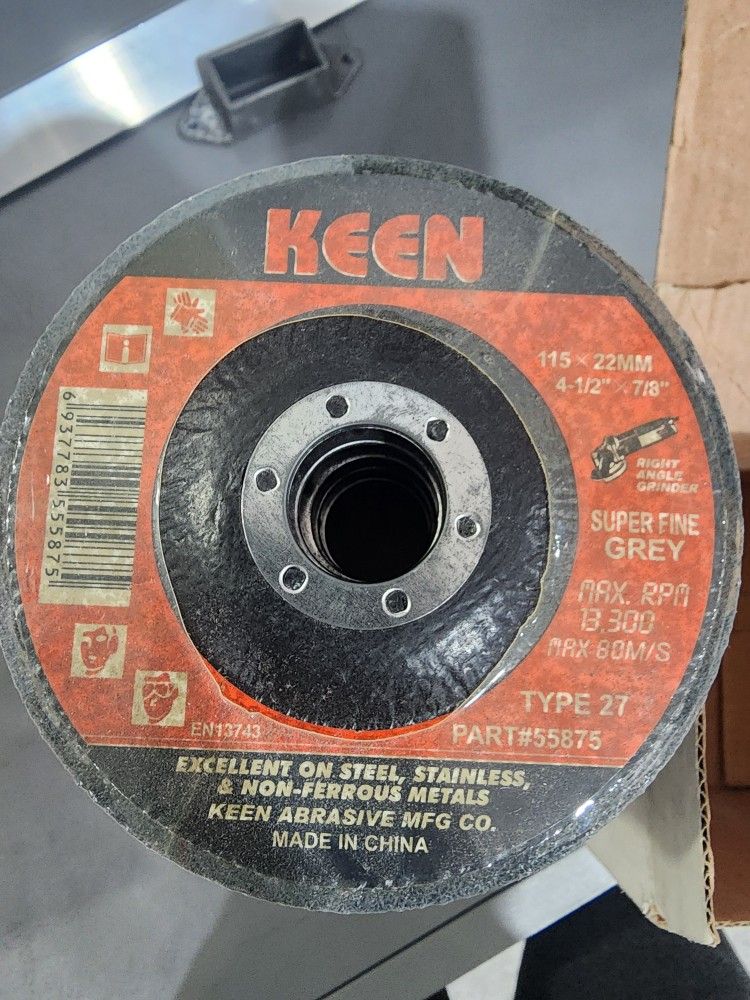 KEEN
115 × 22MM
4-1/2" × 7/8"
RIGHT
ANGLE
GRINDER
SUPER FINE
GREY
MAX. RPM
13,300
MAX 80M/S
TYPE 27
PART#55875
6937783555875
i
EN13743
EXCELLENT ON STEEL, STAINLESS,
& NON-FERROUS METALS
KEEN ABRASIVE MFG CO.
MADE IN CHINA